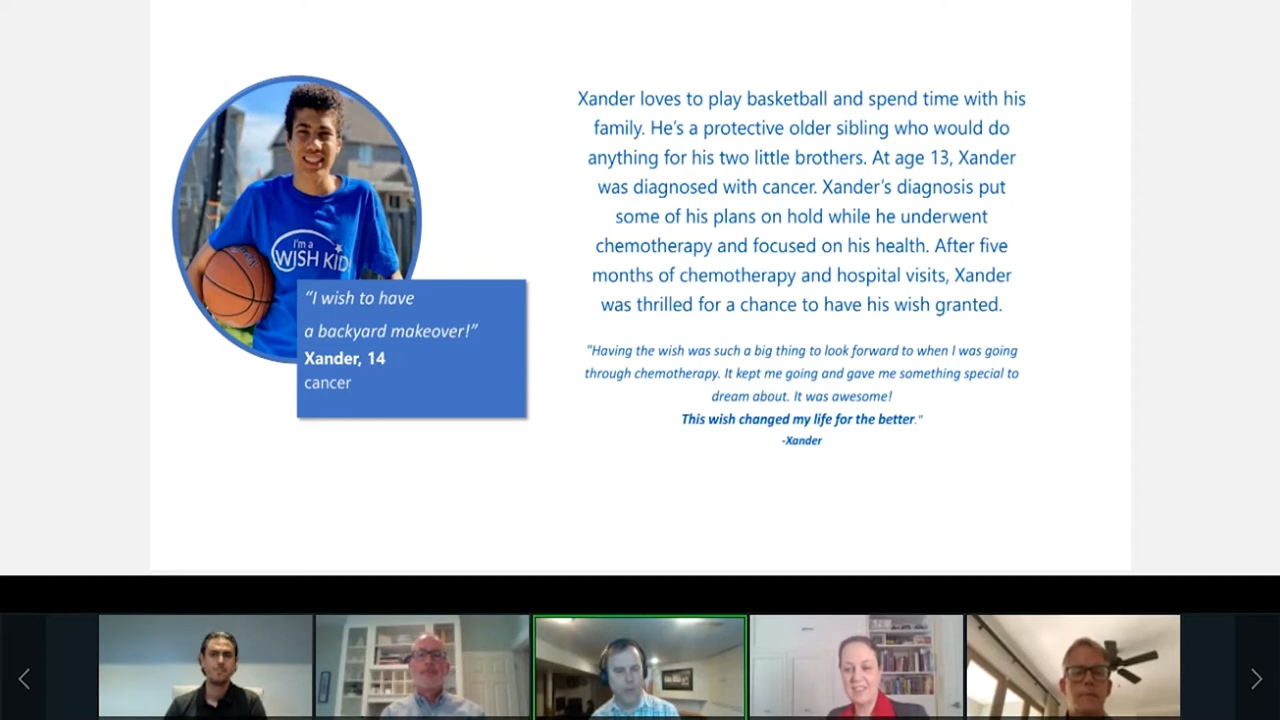 I'm a
WISH KID!
“I wish to have
a backyard makeover!”
Xander, 14
cancer
Xander loves to play basketball and spend time with his
family. He’s a protective older sibling who would do
anything for his two little brothers. At age 13, Xander
was diagnosed with cancer. Xander’s diagnosis put
some of his plans on hold while he underwent
chemotherapy and focused on his health. After five
months of chemotherapy and hospital visits, Xander
was thrilled for a chance to have his wish granted.
"Having the wish was such a big thing to look forward to when I was going
through chemotherapy. It kept me going and gave me something special to
dream about. It was awesome!
This wish changed my life for the better."
-Xander